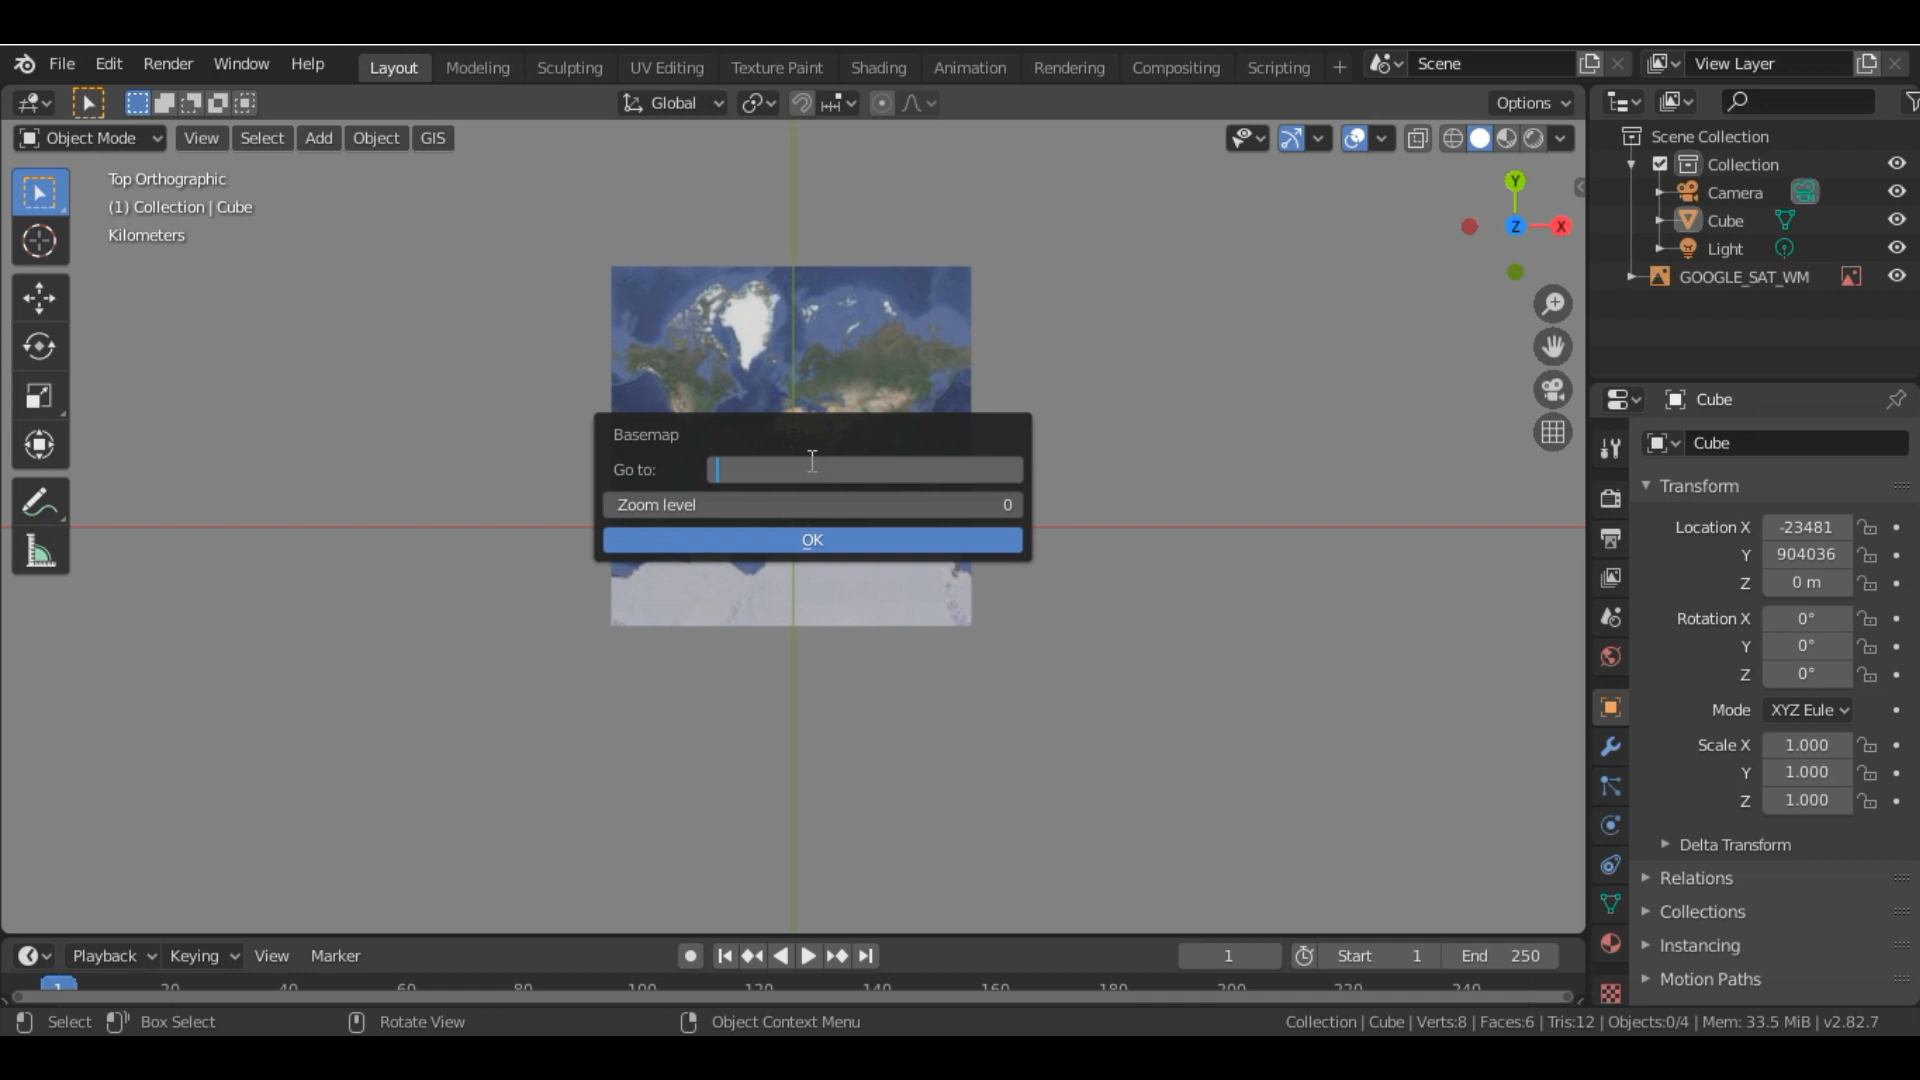 File Edit Render Window Help Layout Modeling Sculpting UV Editing Texture Paint Shading Animation Rendering Compositing Scripting + Scene View Layer
Global Options
Object Mode View Select Add Object GIS
Top Orthographic
(1) Collection | Cube
Kilometers
Y
Z
X
Scene Collection
Collection
Camera
Cube
Light
GOOGLE_SAT_WM
Basemap
Go to:
Zoom level 0
OK
Cube
Cube
Transform
Location X -23481
Y 904036
Z 0 m
Rotation X 0°
Y 0°
Z 0°
Mode XYZ Eule
Scale X 1.000
Y 1.000
Z 1.000
Delta Transform
Relations
Collections
Instancing
Motion Paths
Playback Keying View Marker 1 Start 1 End 250
1 20 40 60 80 100 120 140 160 180 200 220 240
Select Box Select Rotate View Object Context Menu Collection | Cube | Verts:8 | Faces:6 | Tris:12 | Objects:0/4 | Mem: 33.5 MiB | v2.82.7